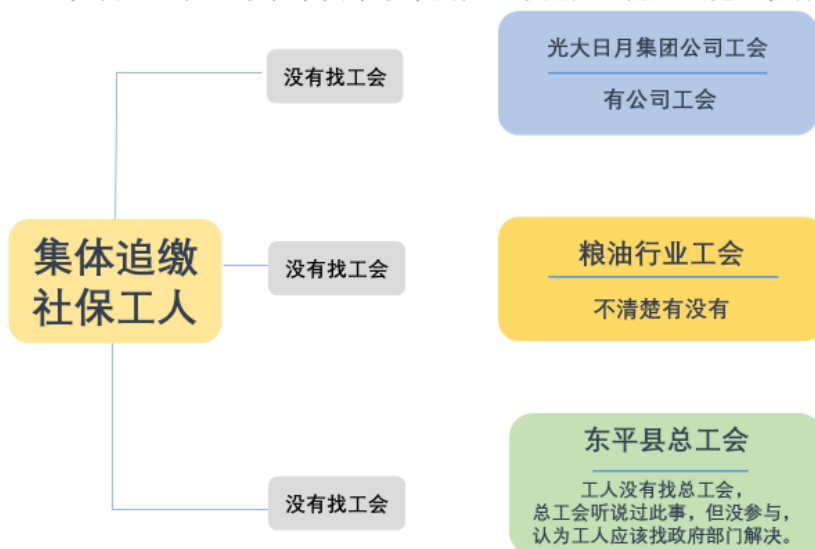 没有找工会
光大日月集团公司工会
有公司工会
集体追缴
社保工人
没有找工会
粮油行业工会
不清楚有没有
没有找工会
东平县总工会
工人没有找总工会，
总工会听说过此事，但没参与，
认为工人应该找政府部门解决。